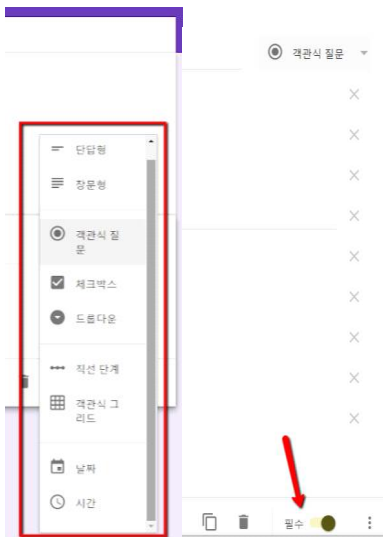 단답형
장문형
객관식 질
문
체크박스
드롭다운
직선 단계
객관식 그
리드
날짜
시간
객관식 질문
필수